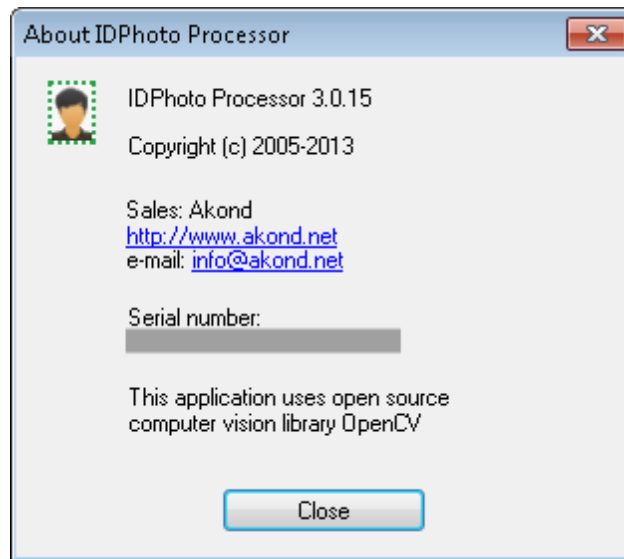 About IDPhoto Processor
IDPhoto Processor 3.0.15
Copyright (c) 2005-2013
Sales: Akond
http://www.akond.net
e-mail: info@akond.net
Serial number:
This application uses open source
computer vision library OpenCV
Close